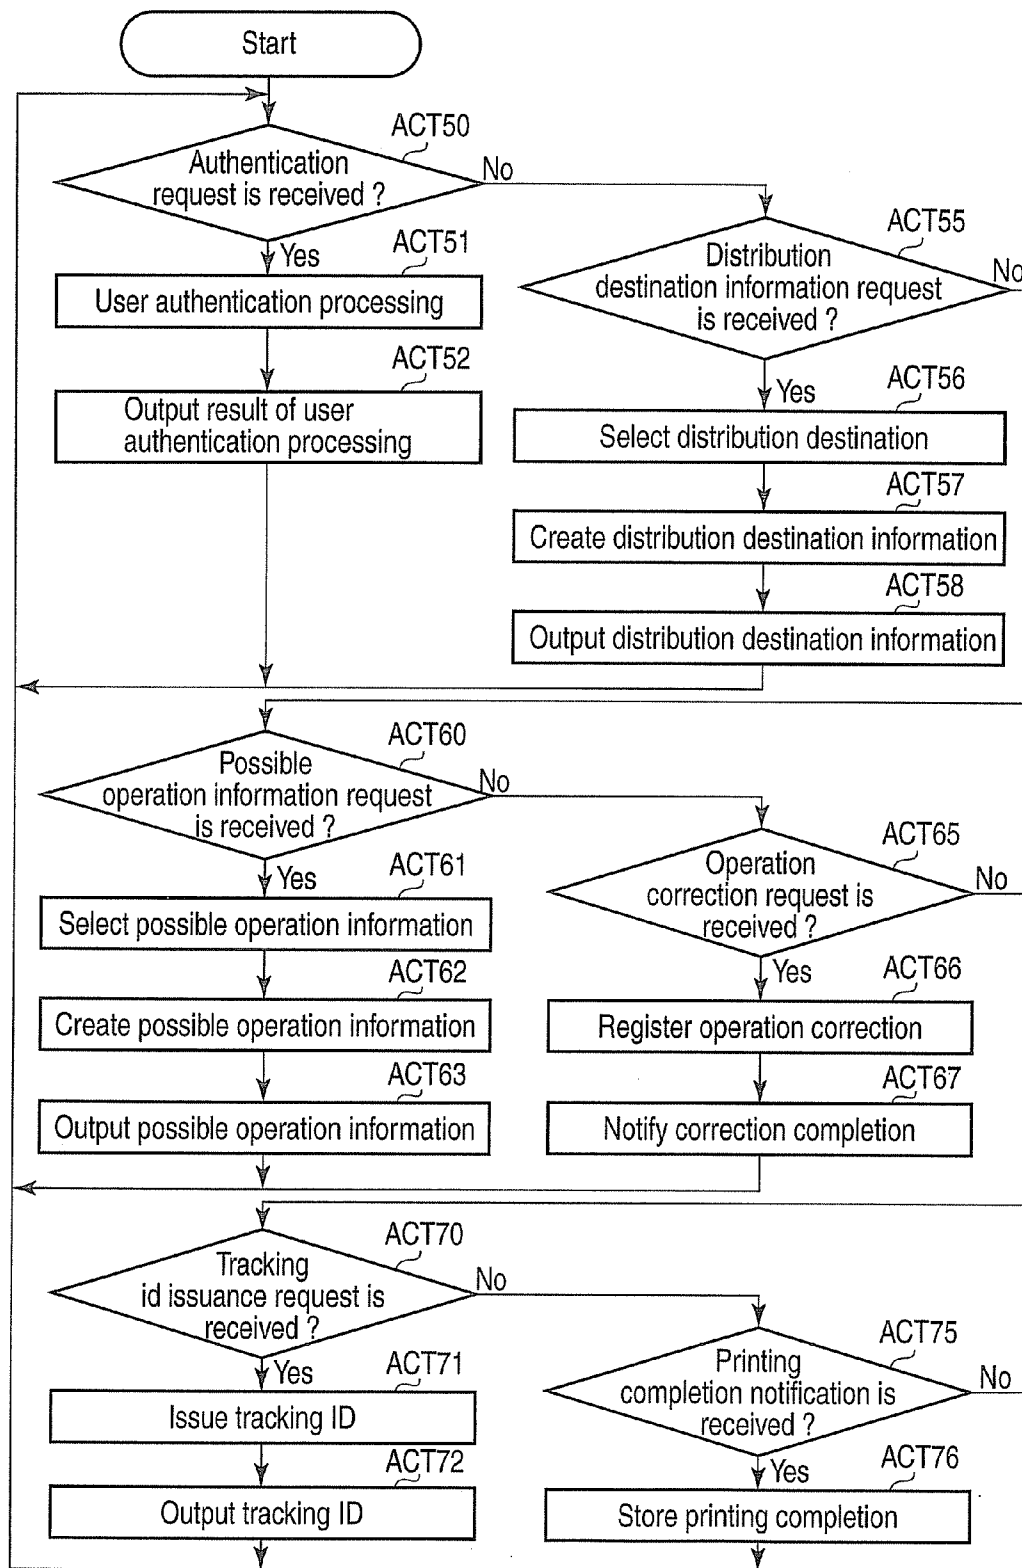 Start
ACT50
Authentication
request is received ?
No
Yes
ACT51
User authentication processing
ACT52
Output result of user
authentication processing
ACT55
Distribution
destination information request
is received ?
No
Yes
ACT56
Select distribution destination
ACT57
Create distribution destination information
ACT58
Output distribution destination information
ACT60
Possible
operation information request
is received ?
No
Yes
ACT61
Select possible operation information
ACT62
Create possible operation information
ACT63
Output possible operation information
ACT65
Operation
correction request is
received ?
No
Yes
ACT66
Register operation correction
ACT67
Notify correction completion
ACT70
Tracking
id issuance request is
received ?
No
Yes
ACT71
Issue tracking ID
ACT72
Output tracking ID
ACT75
Printing
completion notification is
received ?
No
Yes
ACT76
Store printing completion